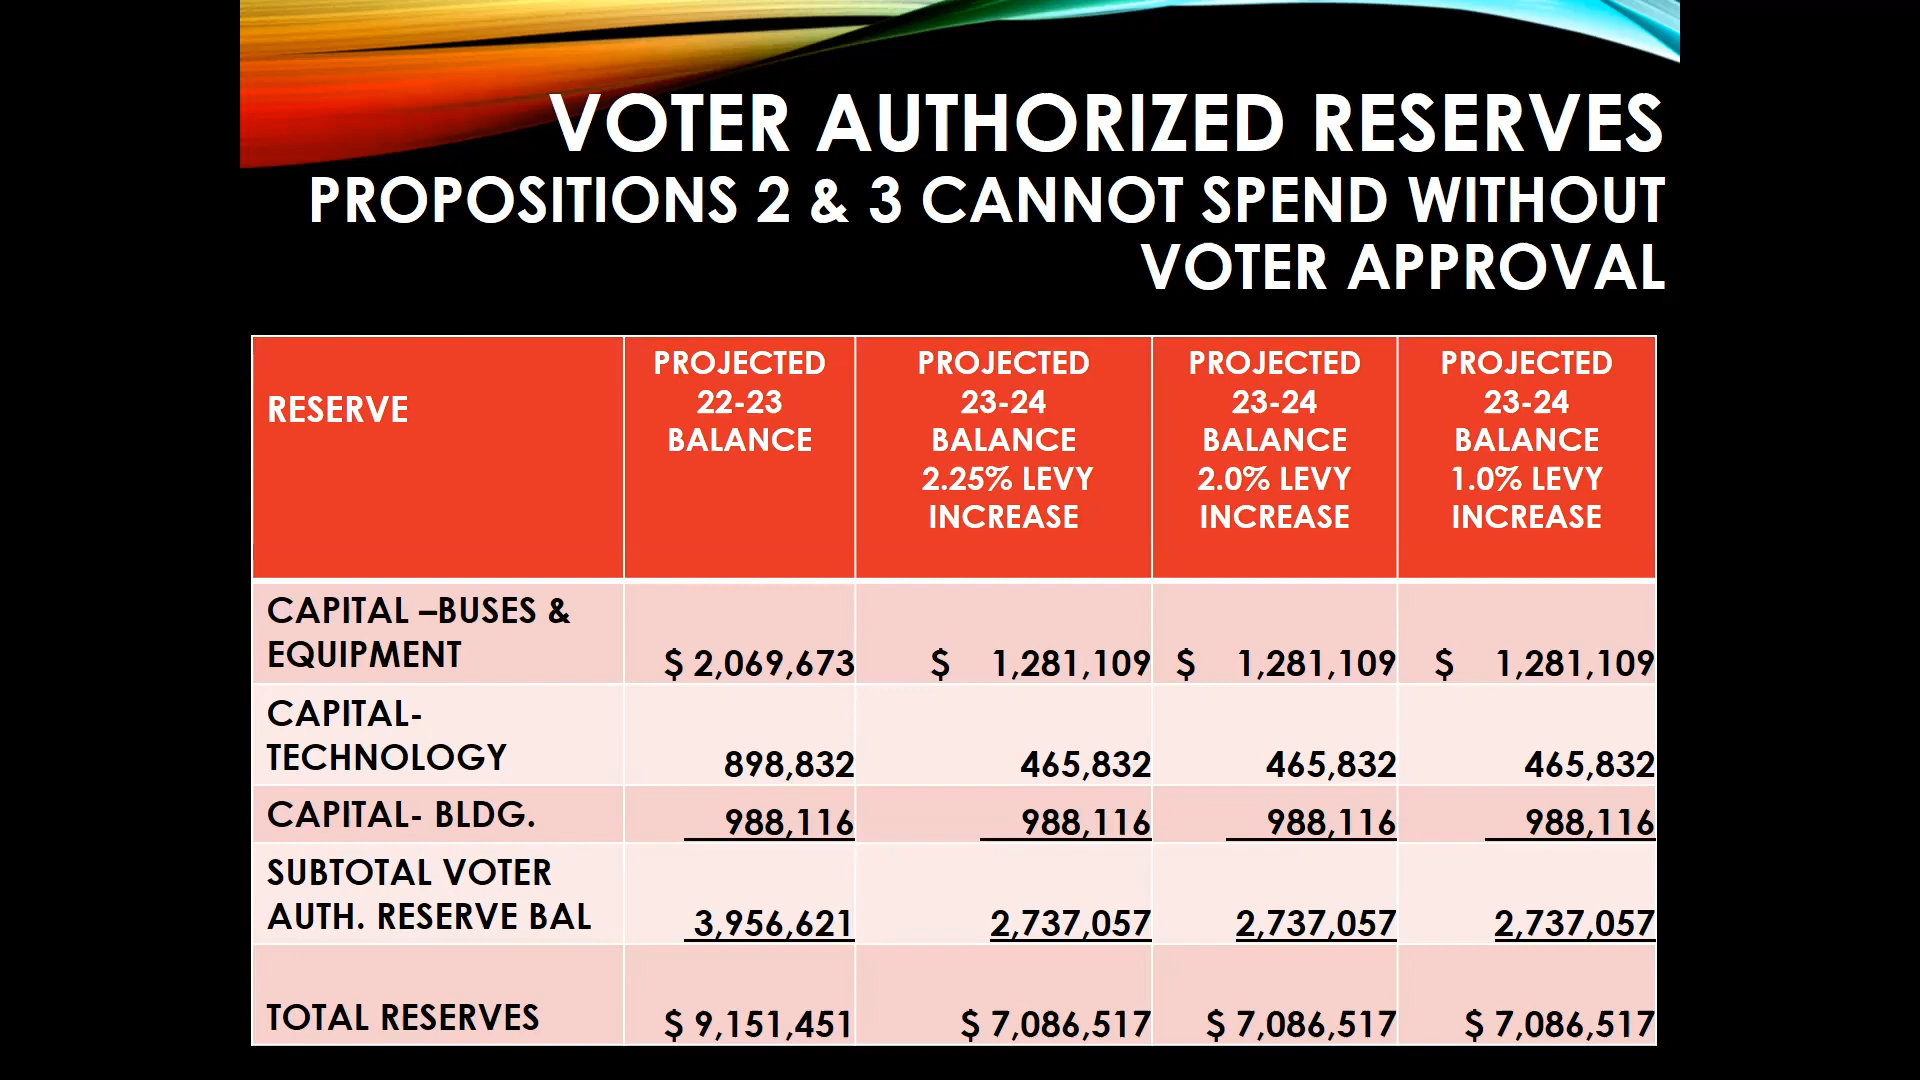 VOTER AUTHORIZED RESERVES
PROPOSITIONS 2 & 3 CANNOT SPEND WITHOUT
VOTER APPROVAL
RESERVE
PROJECTED
22-23
BALANCE
PROJECTED
23-24
BALANCE
2.25% LEVY
INCREASE
PROJECTED
23-24
BALANCE
2.0% LEVY
INCREASE
PROJECTED
23-24
BALANCE
1.0% LEVY
INCREASE
CAPITAL –BUSES &
EQUIPMENT
$ 2,069,673
$ 1,281,109
$ 1,281,109
$ 1,281,109
CAPITAL-
TECHNOLOGY
898,832
465,832
465,832
465,832
CAPITAL- BLDG.
988,116
988,116
988,116
988,116
SUBTOTAL VOTER
AUTH. RESERVE BAL
3,956,621
2,737,057
2,737,057
2,737,057
TOTAL RESERVES
$ 9,151,451
$ 7,086,517
$ 7,086,517
$ 7,086,517